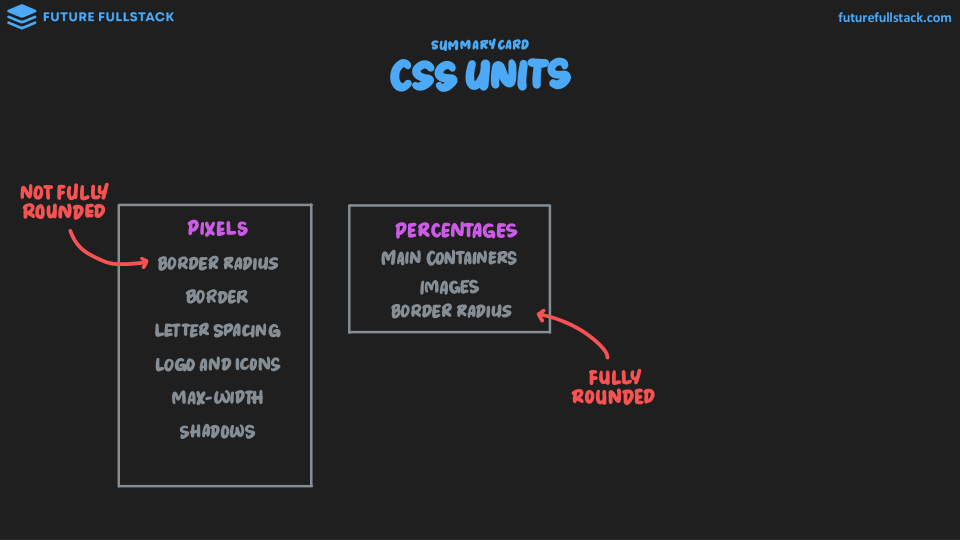 FUTURE FULLSTACK
futurefullstack.com
SUMMARY CARD
CSS UNITS
NOT FULLY
ROUNDED
PIXELS
BORDER RADIUS
BORDER
LETTER SPACING
LOGO AND ICONS
MAX-WIDTH
SHADOWS
PERCENTAGES
MAIN CONTAINERS
IMAGES
BORDER RADIUS
FULLY
ROUNDED